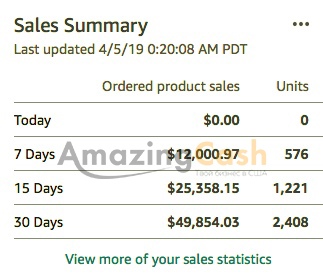 Sales Summary ...
Last updated 4/5/19 0:20:08 AM PDT
Ordered product sales Units
Today $0.00 0
7 Days $12,000.97 576
AmazingCash
Твой бизнес в США
15 Days $25,358.15 1,221
30 Days $49,854.03 2,408
View more of your sales statistics